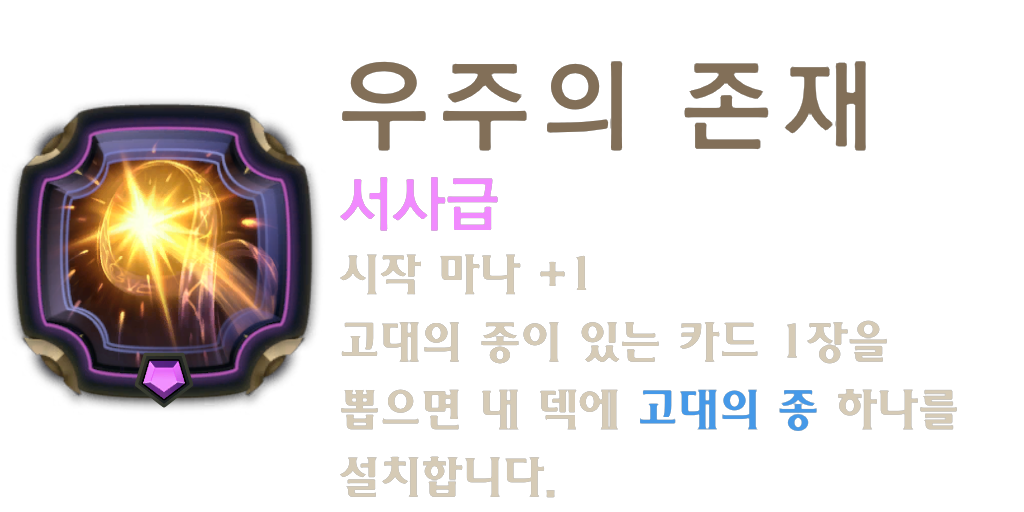 우주의 존재
서사급
시작 마나 +1
고대의 종이 있는 카드 1장을
뽑으면 내 덱에 고대의 종 하나를
설치합니다.